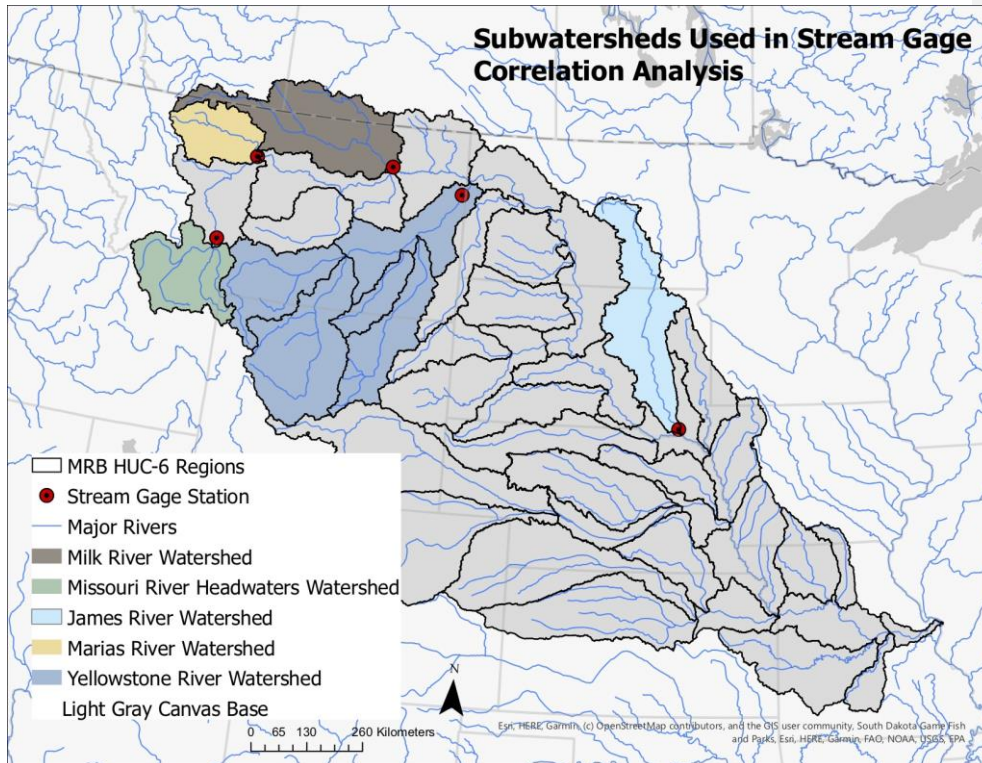 Subwatersheds Used in Stream Gage
Correlation Analysis
MRB HUC-6 Regions
Stream Gage Station
Major Rivers
Milk River Watershed
Missouri River Headwaters Watershed
James River Watershed
Marias River Watershed
Yellowstone River Watershed
Light Gray Canvas Base
N
0 65 130 260 Kilometers
Esri, HERE, Garmin, (c) OpenStreetMap contributors, and the GIS user community, South Dakota Game Fish
and Parks, Esri, HERE, Garmin, FAO, NOAA, USGS, EPA